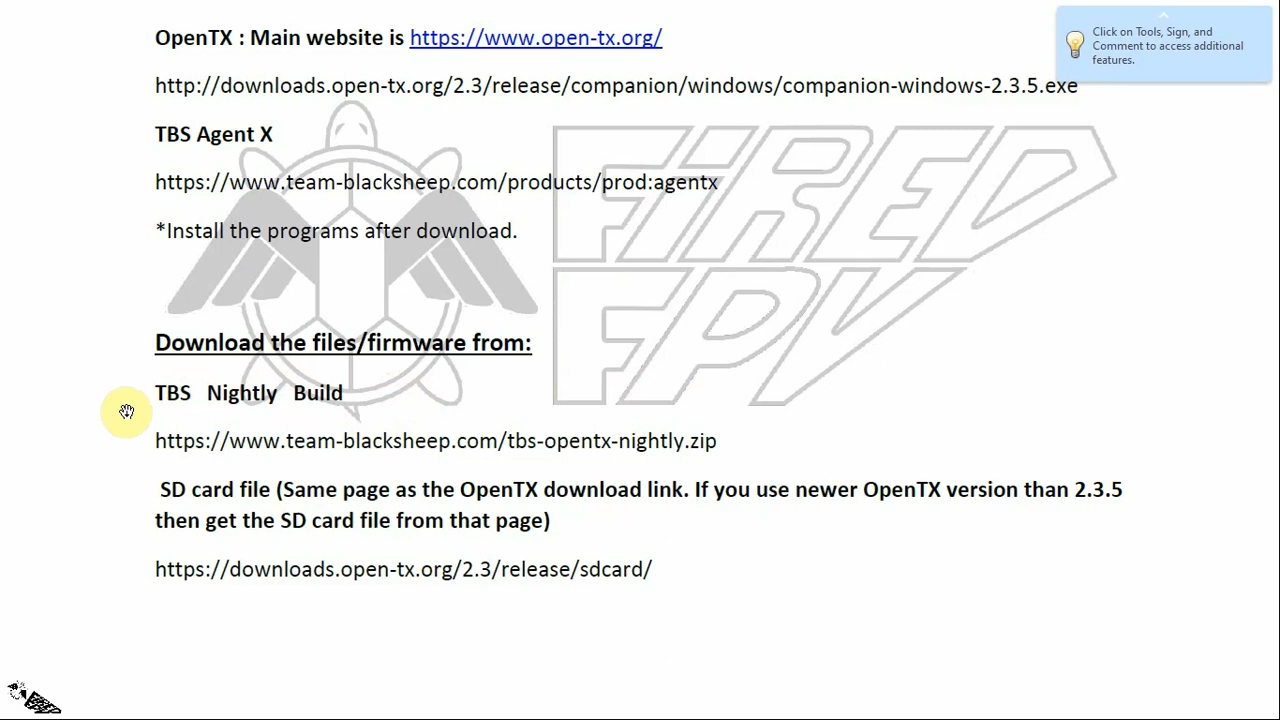 OpenTX : Main website is https://www.open-tx.org/
Click on Tools, Sign, and
Comment to access additional
features.
http://downloads.open-tx.org/2.3/release/companion/windows/companion-windows-2.3.5.exe
TBS Agent X
https://www.team-blacksheep.com/products/prod:agentx
*Install the programs after download.
FiRED
FPV
Download the files/firmware from:
TBS Nightly Build
https://www.team-blacksheep.com/tbs-opentx-nightly.zip
SD card file (Same page as the OpenTX download link. If you use newer OpenTX version than 2.3.5
then get the SD card file from that page)
https://downloads.open-tx.org/2.3/release/sdcard/